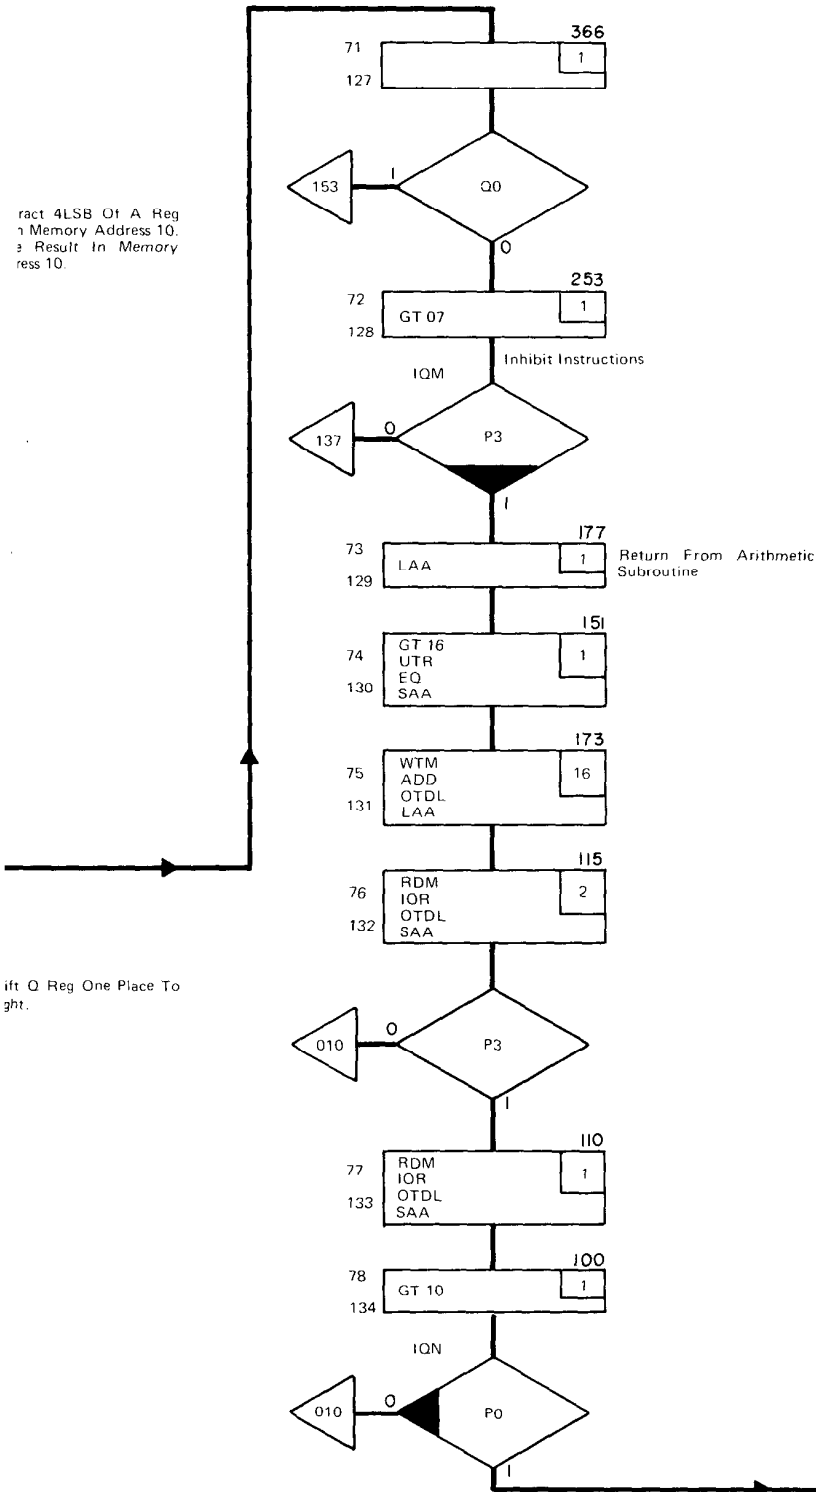 366
71
1
127
153
1
Q0
0
ract 4LSB Of A Reg
n Memory Address 10.
e Result In Memory
ress 10.
253
72
1
GT 07
128
Inhibit Instructions
IQM
137
0
P3
1
177
73
1
LAA
129
Return From Arithmetic
Subroutine
151
74
1
GT 16
UTR
EQ
SAA
130
173
75
16
WTM
ADD
OTDL
LAA
131
115
76
2
RDM
IOR
OTDL
SAA
132
ift Q Reg One Place To
ght.
010
0
P3
1
110
77
1
RDM
IOR
OTDL
SAA
133
100
78
1
GT 10
134
IQN
010
0
P0
1